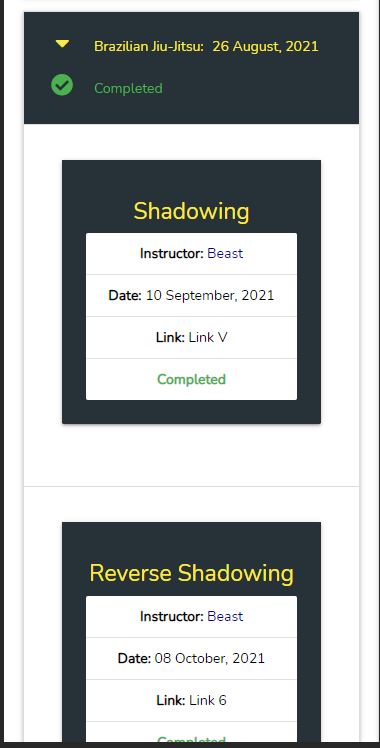 Brazilian Jiu-Jitsu: 26 August, 2021
Completed
Shadowing
Instructor: Beast
Date: 10 September, 2021
Link: Link V
Completed
Reverse Shadowing
Instructor: Beast
Date: 08 October, 2021
Link: Link 6
Completed